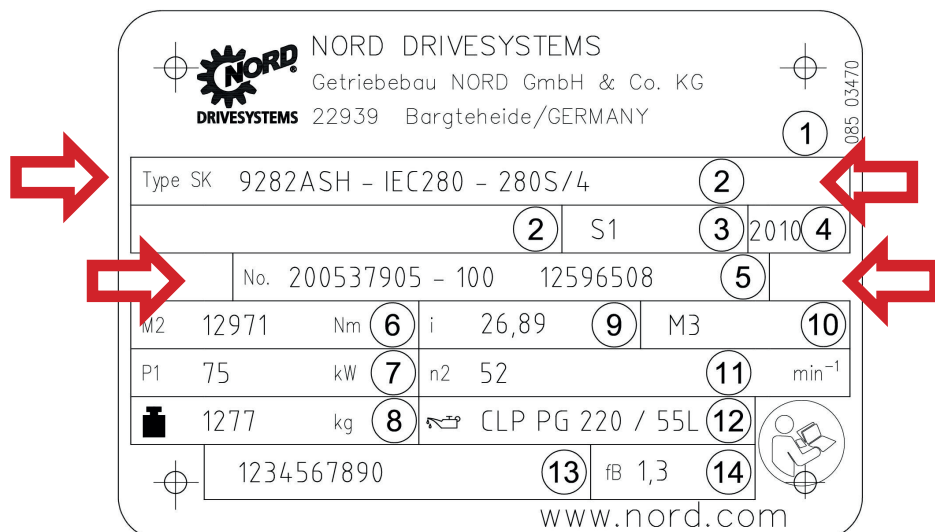 NORD DRIVESYSTEMS
NORD®
DRIVESYSTEMS
Getriebebau NORD GmbH & Co. KG
22939 Bargteheide/GERMANY
1
085 03470
Type SK 9282ASH - IEC280 - 280S/4 2
2 S1 3 2010 4
No. 200537905 - 100 12596508 5
M2 12971 Nm 6 i 26,89 9 M3 10
P1 75 kW 7 n2 52 11 min⁻¹
1277 kg 8 CLP PG 220 / 55L 12
1234567890 13 fB 1,3 14
www.nord.com